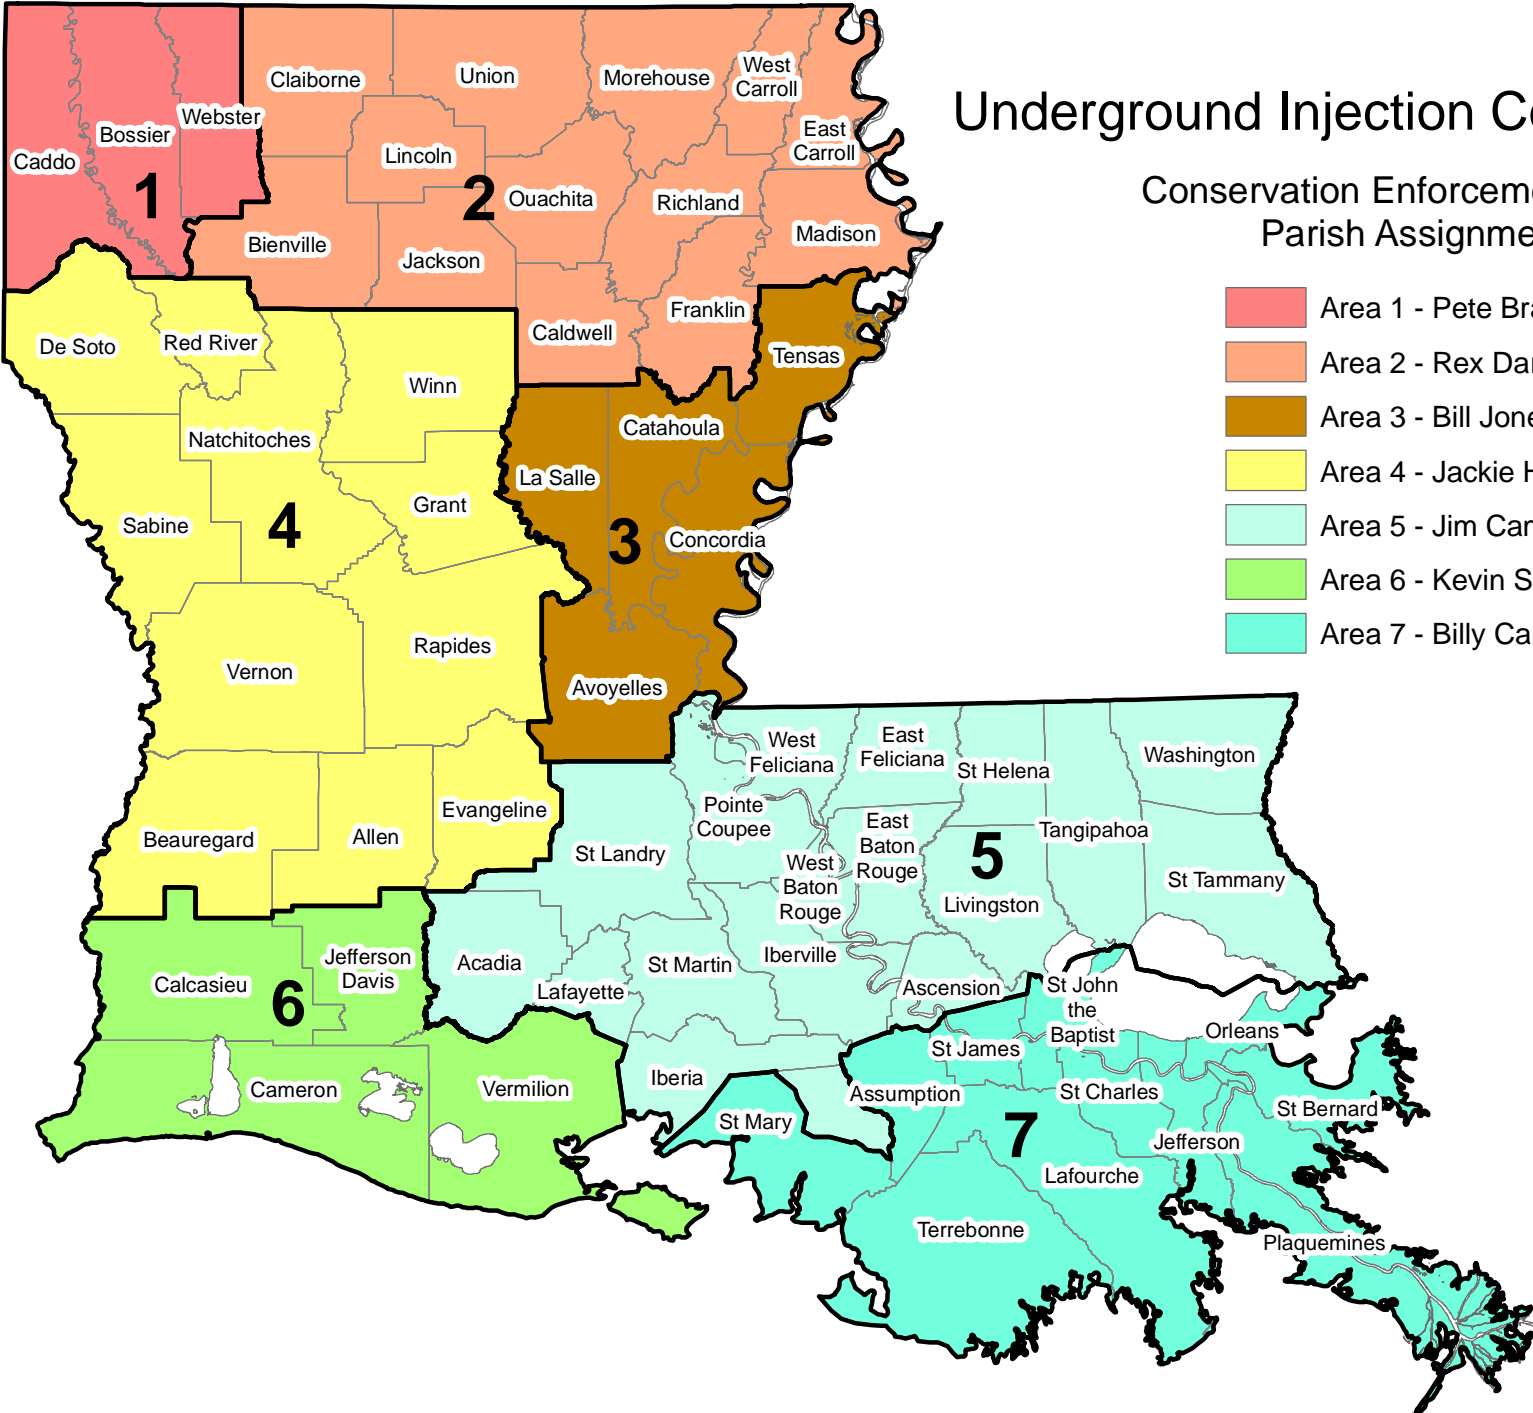 Underground Injection Co
Conservation Enforceme
Parish Assignme
Area 1 - Pete Bra
Area 2 - Rex Dar
Area 3 - Bill Jone
Area 4 - Jackie H
Area 5 - Jim Car
Area 6 - Kevin S
Area 7 - Billy Ca
Caddo
Bossier
Webster
1
Claiborne
Union
Morehouse
West
Carroll
East
Carroll
Lincoln
2
Ouachita
Richland
Madison
Bienville
Jackson
Caldwell
Franklin
De Soto
Red River
Winn
Natchitoches
Sabine
4
Grant
Vernon
Rapides
Beauregard
Allen
Evangeline
Tensas
Catahoula
La Salle
3
Concordia
Avoyelles
West
Feliciana
East
Feliciana
St Helena
Washington
Pointe
Coupee
East
Baton
Rouge
5
Tangipahoa
St Landry
West
Baton
Rouge
Livingston
St Tammany
Acadia
Lafayette
St Martin
Iberville
Ascension
Iberia
Calcasieu
6
Jefferson
Davis
Cameron
Vermilion
St John
the
Baptist
Orleans
St James
Assumption
St Charles
St Bernard
St Mary
7
Jefferson
Lafourche
Terrebonne
Plaquemines